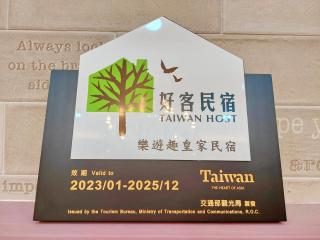 Always look
on the br
sid
好客民宿
TAIWAN HOST
樂遊趣皇家民宿
效期 Valid to
2023/01-2025/12
Taiwan
THE HEART OF ASIA
交通部觀光局 頒發
Issued by the Tourism Bureau, Ministry of Transportation and Communications, R.O.C.